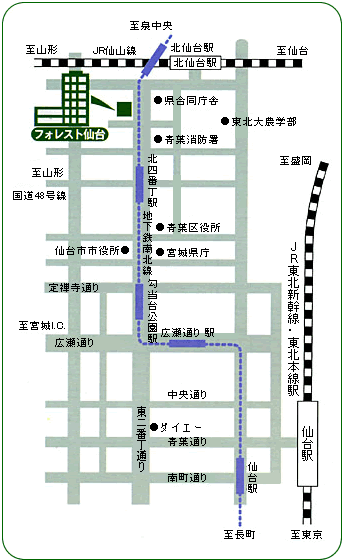 至泉中央
至山形
JR仙山線
北仙台駅
至仙台
北仙台駅
フォレスト仙台
県合同庁舎
東北大農学部
青葉消防署
至盛岡
至山形
国道48号線
北四番丁駅
地下鉄南北線
青葉区役所
仙台市市役所
宮城県庁
JR東北新幹線・東北本線駅
定禅寺通り
勾当台公園駅
至宮城I.C.
広瀬通り
広瀬通り 駅
中央通り
東二番丁通り
ダイエー
青葉通り
仙台駅
南町通り
仙台駅
至長町
至東京